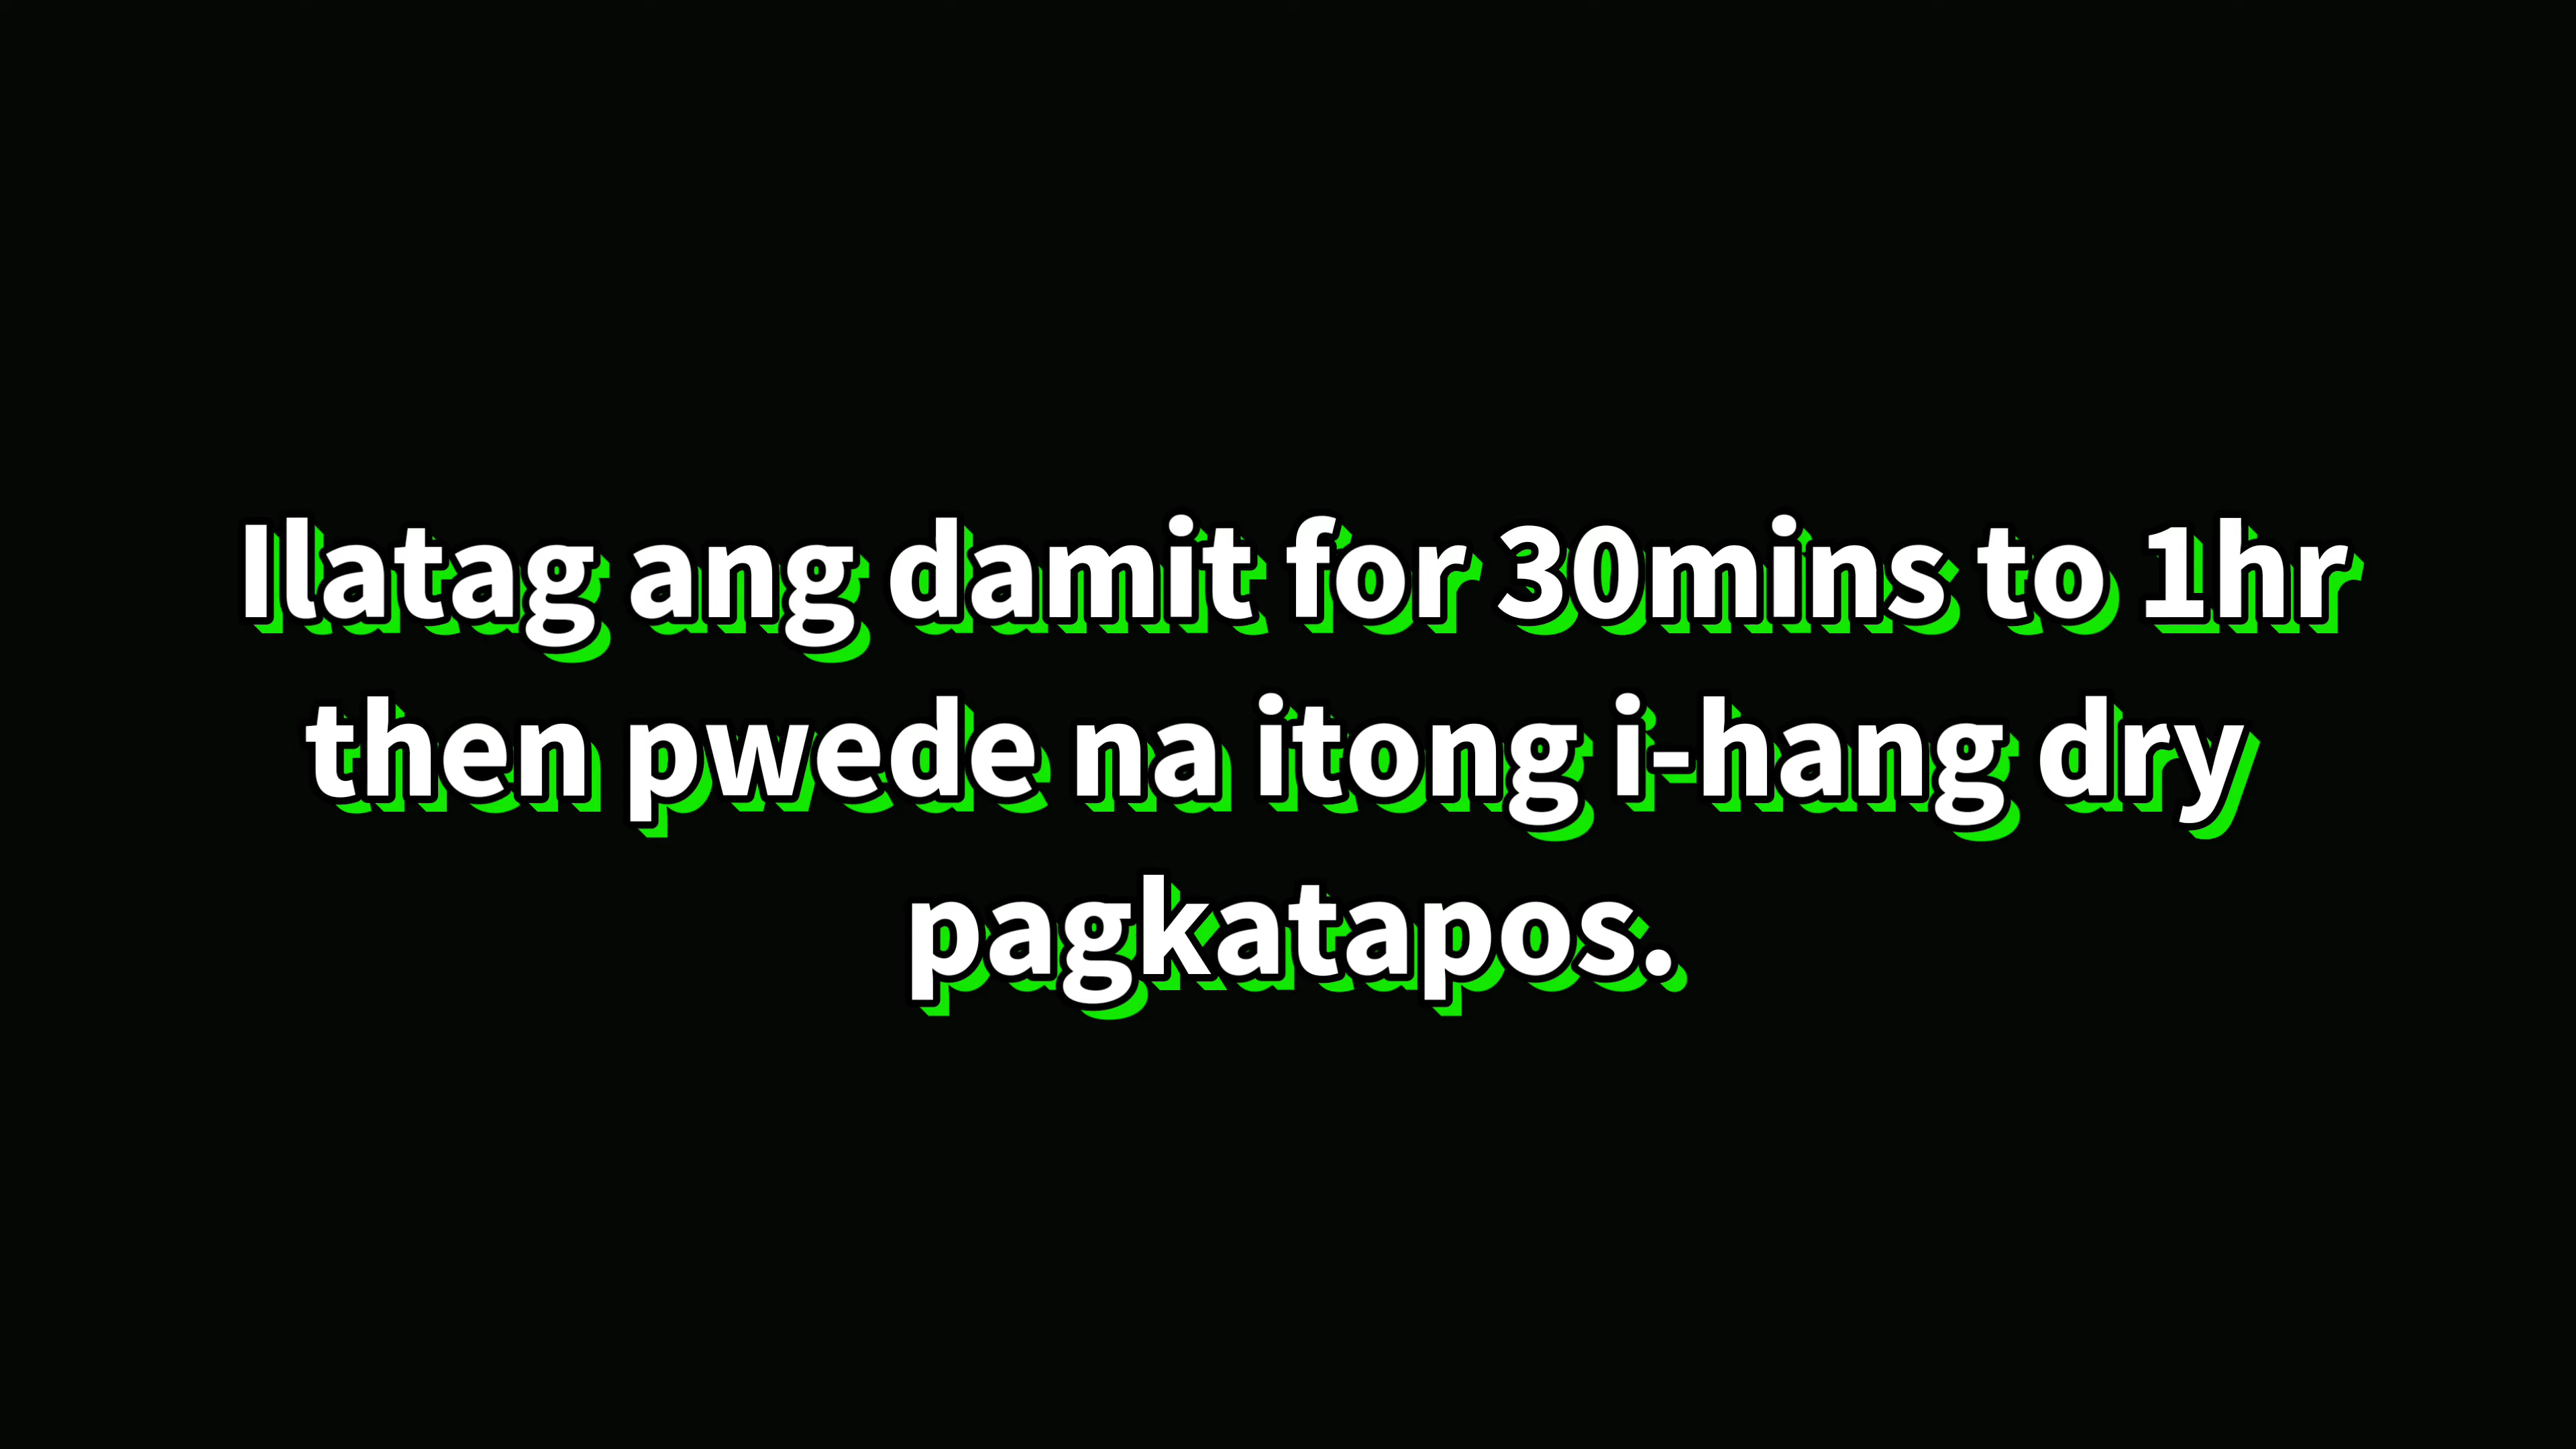 Ilatag ang damit for 30mins to 1hr
then pwede na itong i-hang dry
pagkatapos.